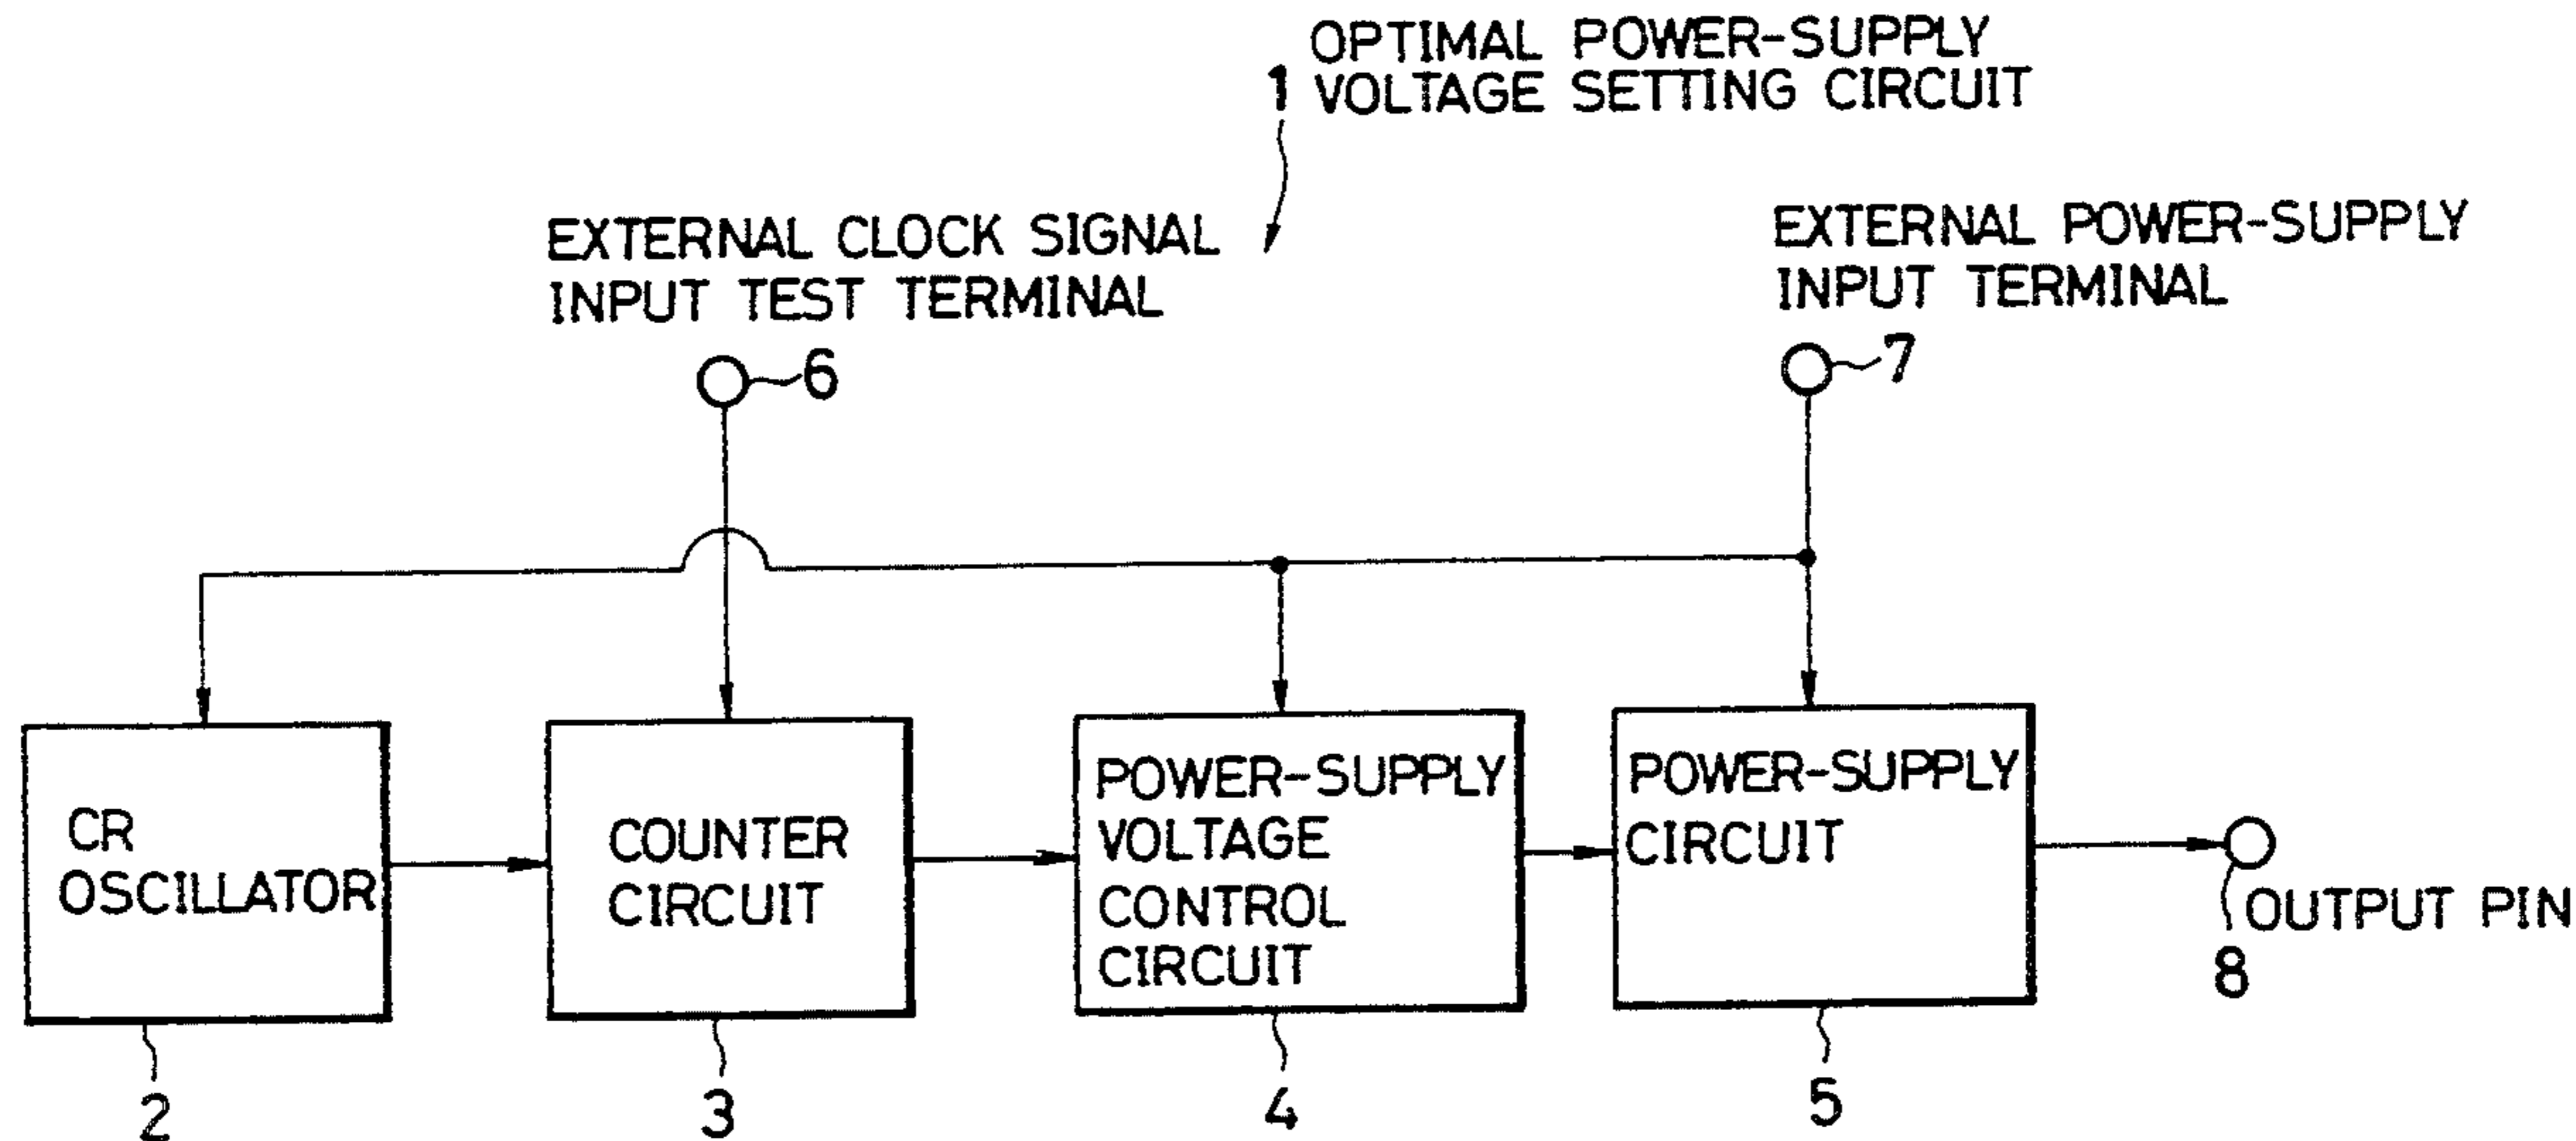 OPTIMAL POWER-SUPPLY
1 VOLTAGE SETTING CIRCUIT
EXTERNAL CLOCK SIGNAL
INPUT TEST TERMINAL
6
EXTERNAL POWER-SUPPLY
INPUT TERMINAL
7
CR
OSCILLATOR
2
COUNTER
CIRCUIT
3
POWER-SUPPLY
VOLTAGE
CONTROL
CIRCUIT
4
POWER-SUPPLY
CIRCUIT
5
OUTPUT PIN
8